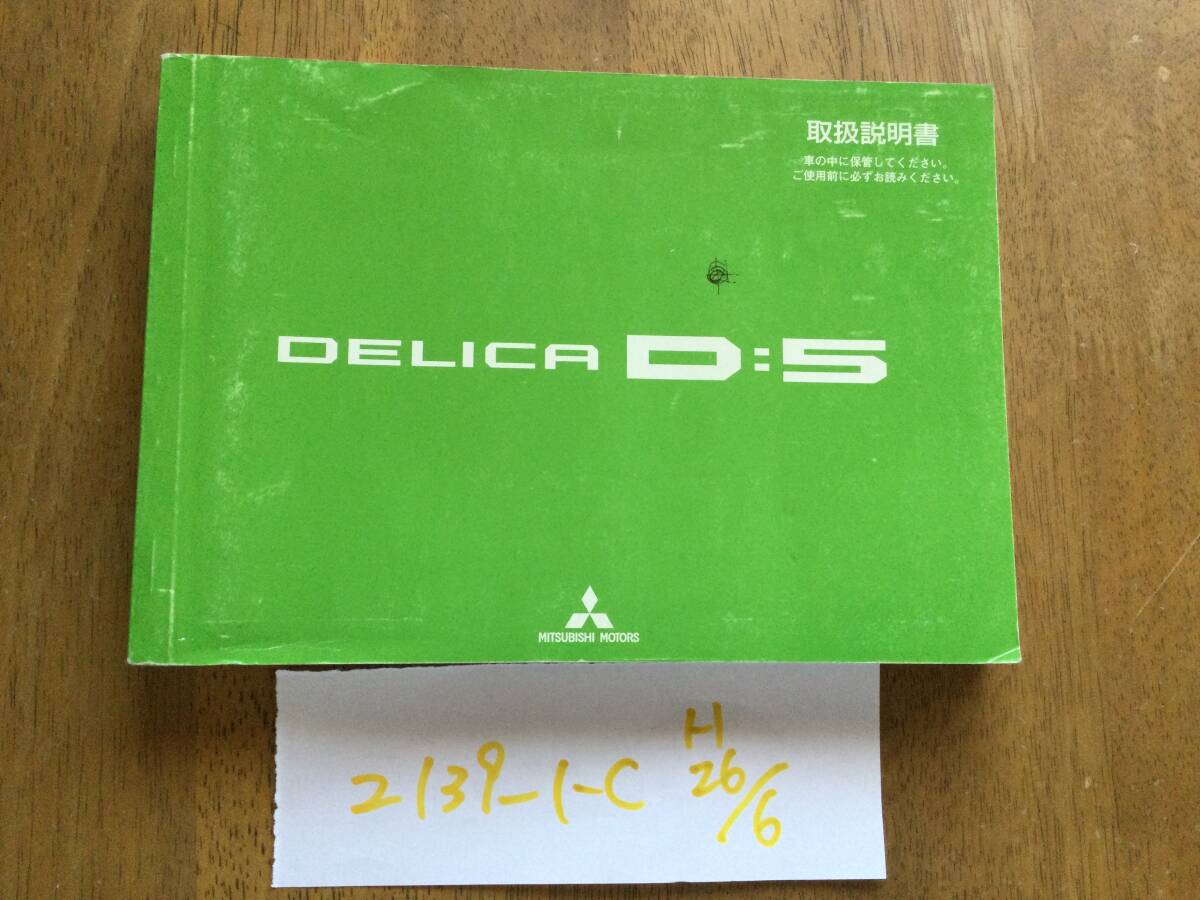 取扱説明書
車の中に保管してください。
ご使用前に必ずお読みください。
DELICA D:5
MITSUBISHI MOTORS
2139-1-C H26/6